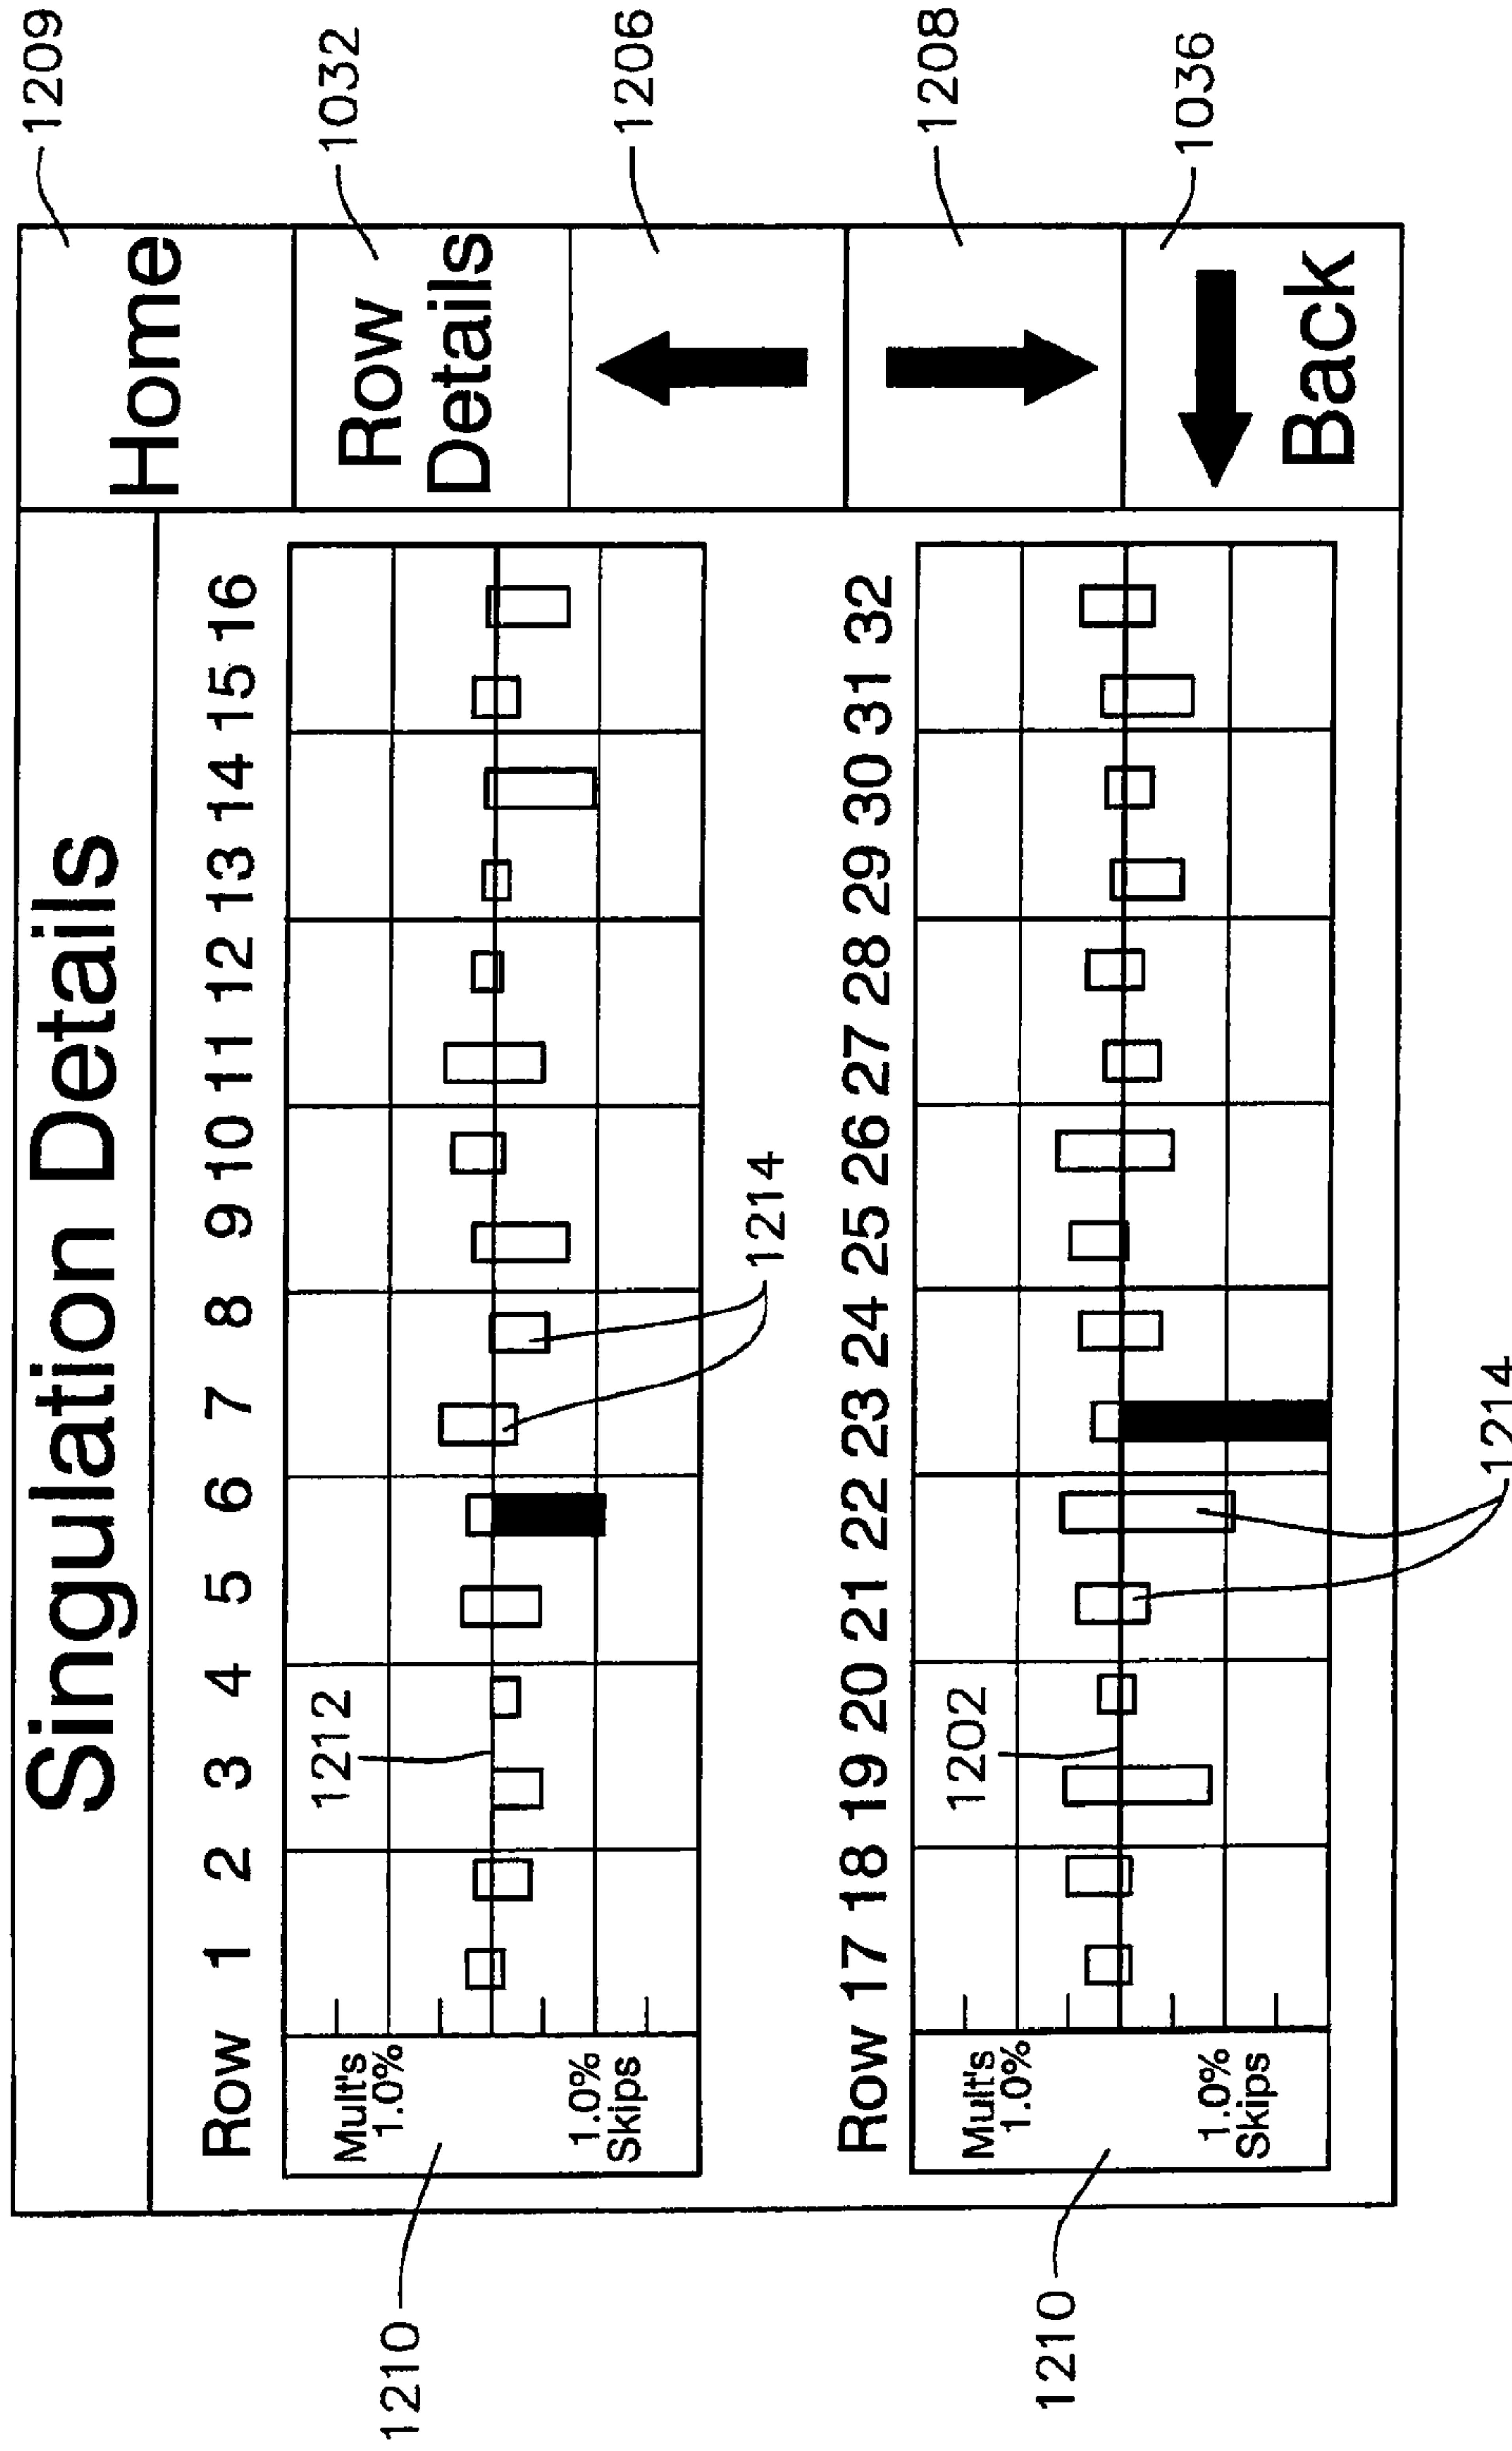 Singulation Details
Home
1209
Row
Details
1032
1206
1208
Back
1036
Row 1 2 3 4 5 6 7 8 9 10 11 12 13 14 15 16
Mult's
1.0%
1.0%
Skips
1210
1212
1214
Row 17 18 19 20 21 22 23 24 25 26 27 28 29 30 31 32
Mult's
1.0%
1.0%
Skips
1210
1202
1214